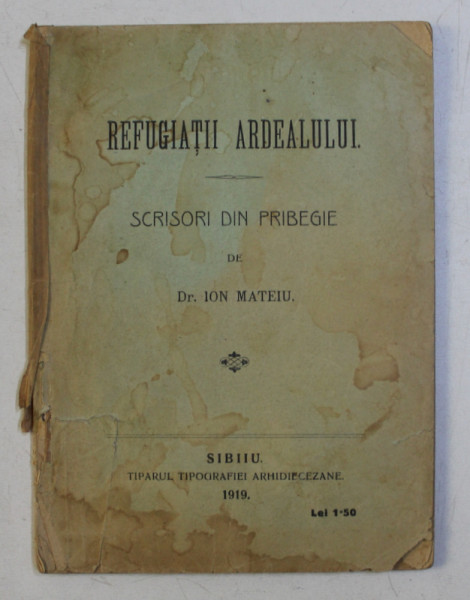 REFUGIAȚII ARDEALULUI.
SCRISORI DIN PRIBEGIE
DE
Dr. ION MATEIU.
SIBIIU.
TIPARUL TIPOGRAFIEI ARHIDIECEZANE.
1919.
Lei 1·50